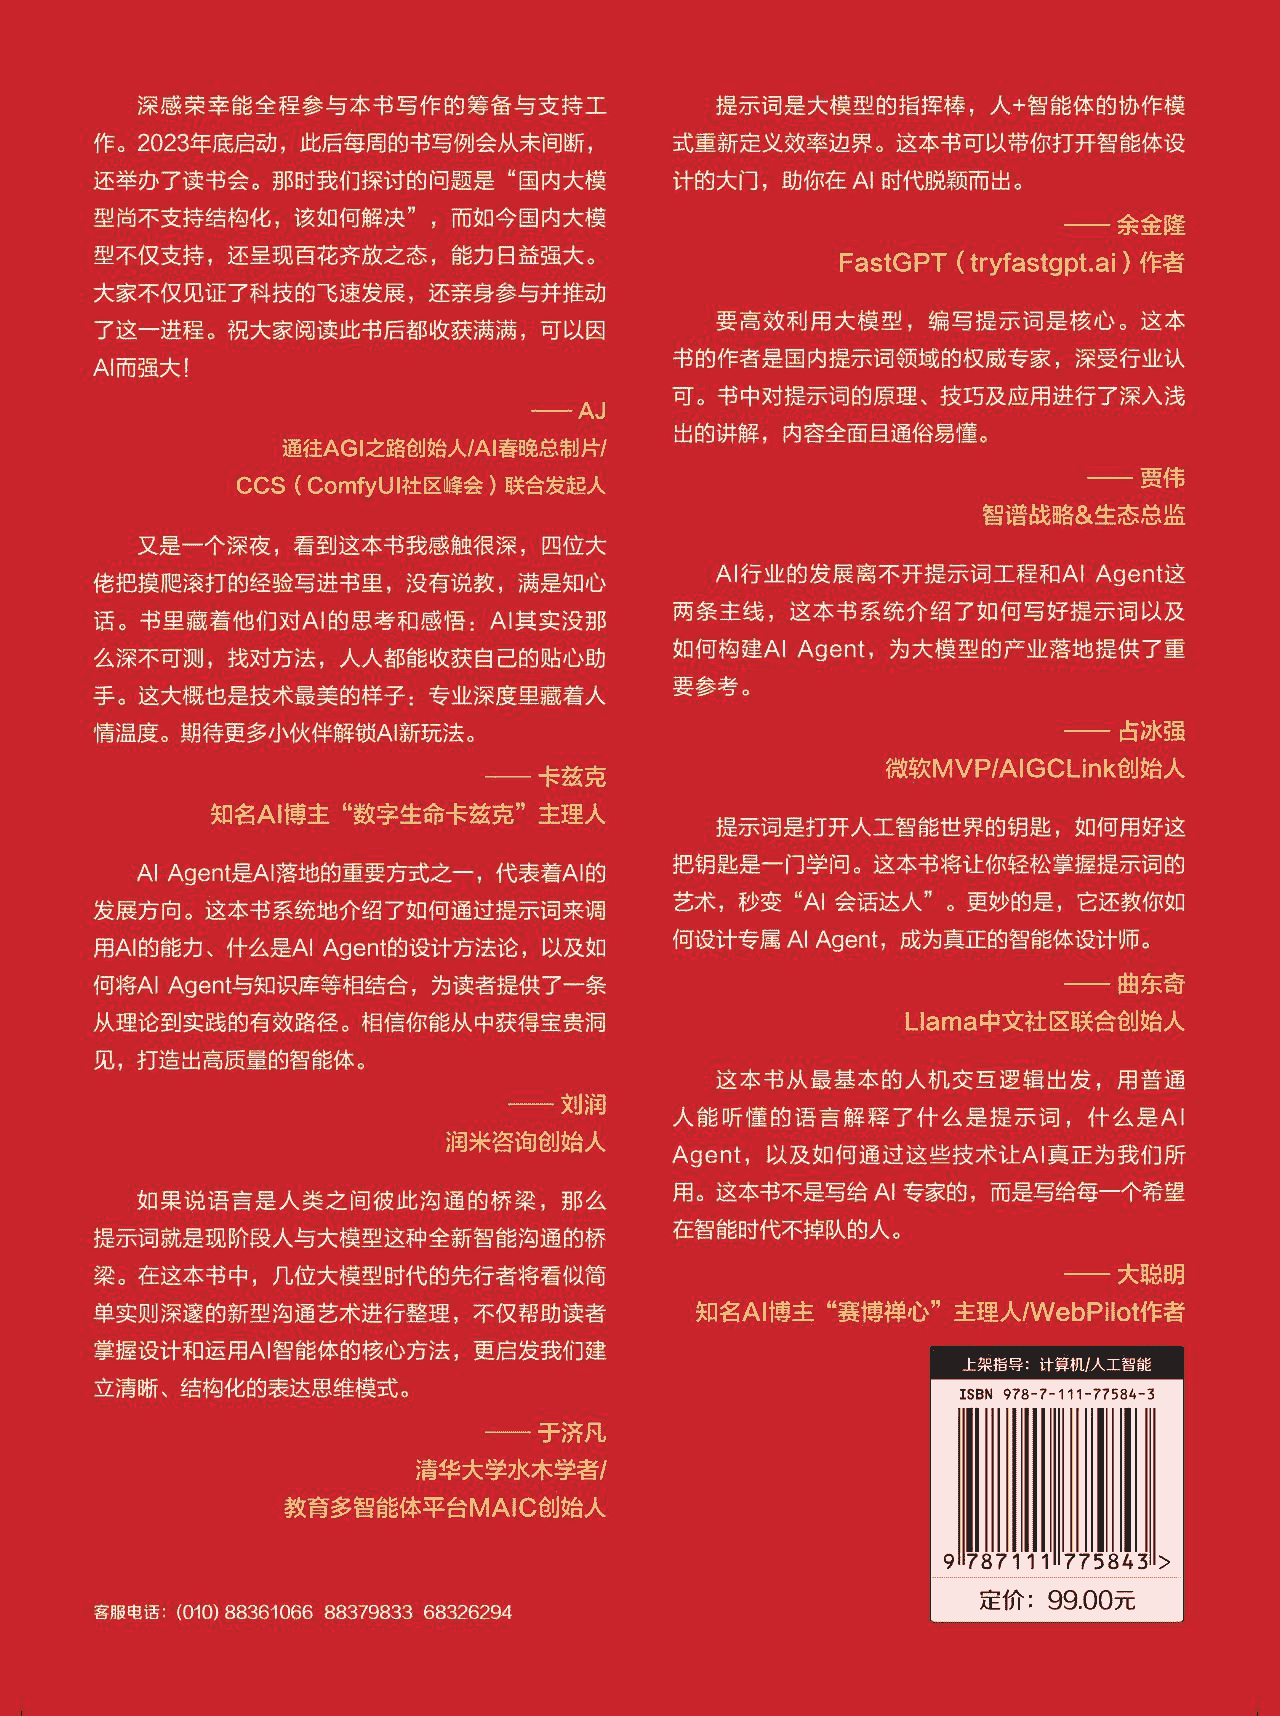 深感荣幸能全程参与本书写作的筹备与支持工
作。2023年底启动，此后每周的书写例会从未间断，
还举办了读书会。那时我们探讨的问题是“国内大模
型尚不支持结构化，该如何解决”，而如今国内大模
型不仅支持，还呈现百花齐放之态，能力日益强大。
大家不仅见证了科技的飞速发展，还亲身参与并推动
了这一进程。祝大家阅读此书后都收获满满，可以因
AI而强大！
—— AJ
通往AGI之路创始人/AI春晚总制片/
CCS（ComfyUI社区峰会）联合发起人
又是一个深夜，看到这本书我感触很深，四位大
佬把摸爬滚打的经验写进书里，没有说教，满是知心
话。书里藏着他们对AI的思考和感悟：AI其实没那
么深不可测，找对方法，人人都能收获自己的贴心助
手。这大概也是技术最美的样子：专业深度里藏着人
情温度。期待更多小伙伴解锁AI新玩法。
—— 卡兹克
知名AI博主“数字生命卡兹克”主理人
AI Agent是AI落地的重要方式之一，代表着AI的
发展方向。这本书系统地介绍了如何通过提示词来调
用AI的能力、什么是AI Agent的设计方法论，以及如
何将AI Agent与知识库等相结合，为读者提供了一条
从理论到实践的有效路径。相信你能从中获得宝贵洞
见，打造出高质量的智能体。
—— 刘润
润米咨询创始人
如果说语言是人类之间彼此沟通的桥梁，那么
提示词就是现阶段人与大模型这种全新智能沟通的桥
梁。在这本书中，几位大模型时代的先行者将看似简
单实则深邃的新型沟通艺术进行整理，不仅帮助读者
掌握设计和运用AI智能体的核心方法，更启发我们建
立清晰、结构化的表达思维模式。
—— 于济凡
清华大学水木学者/
教育多智能体平台MAIC创始人
客服电话：(010) 88361066 88379833 68326294
提示词是大模型的指挥棒，人+智能体的协作模
式重新定义效率边界。这本书可以带你打开智能体设
计的大门，助你在 AI 时代脱颖而出。
—— 余金隆
FastGPT（tryfastgpt.ai）作者
要高效利用大模型，编写提示词是核心。这本
书的作者是国内提示词领域的权威专家，深受行业认
可。书中对提示词的原理、技巧及应用进行了深入浅
出的讲解，内容全面且通俗易懂。
—— 贾伟
智谱战略&生态总监
AI行业的发展离不开提示词工程和AI Agent这
两条主线，这本书系统介绍了如何写好提示词以及
如何构建AI Agent，为大模型的产业落地提供了重
要参考。
—— 占冰强
微软MVP/AIGCLink创始人
提示词是打开人工智能世界的钥匙，如何用好这
把钥匙是一门学问。这本书将让你轻松掌握提示词的
艺术，秒变“AI 会话达人”。更妙的是，它还教你如
何设计专属 AI Agent，成为真正的智能体设计师。
—— 曲东奇
Llama中文社区联合创始人
这本书从最基本的人机交互逻辑出发，用普通
人能听懂的语言解释了什么是提示词，什么是AI
Agent，以及如何通过这些技术让AI真正为我们所
用。这本书不是写给 AI 专家的，而是写给每一个希望
在智能时代不掉队的人。
—— 大聪明
知名AI博主“赛博禅心”主理人/WebPilot作者
上架指导：计算机/人工智能
ISBN 978-7-111-77584-3
9 787111 775843 >
定价：99.00元